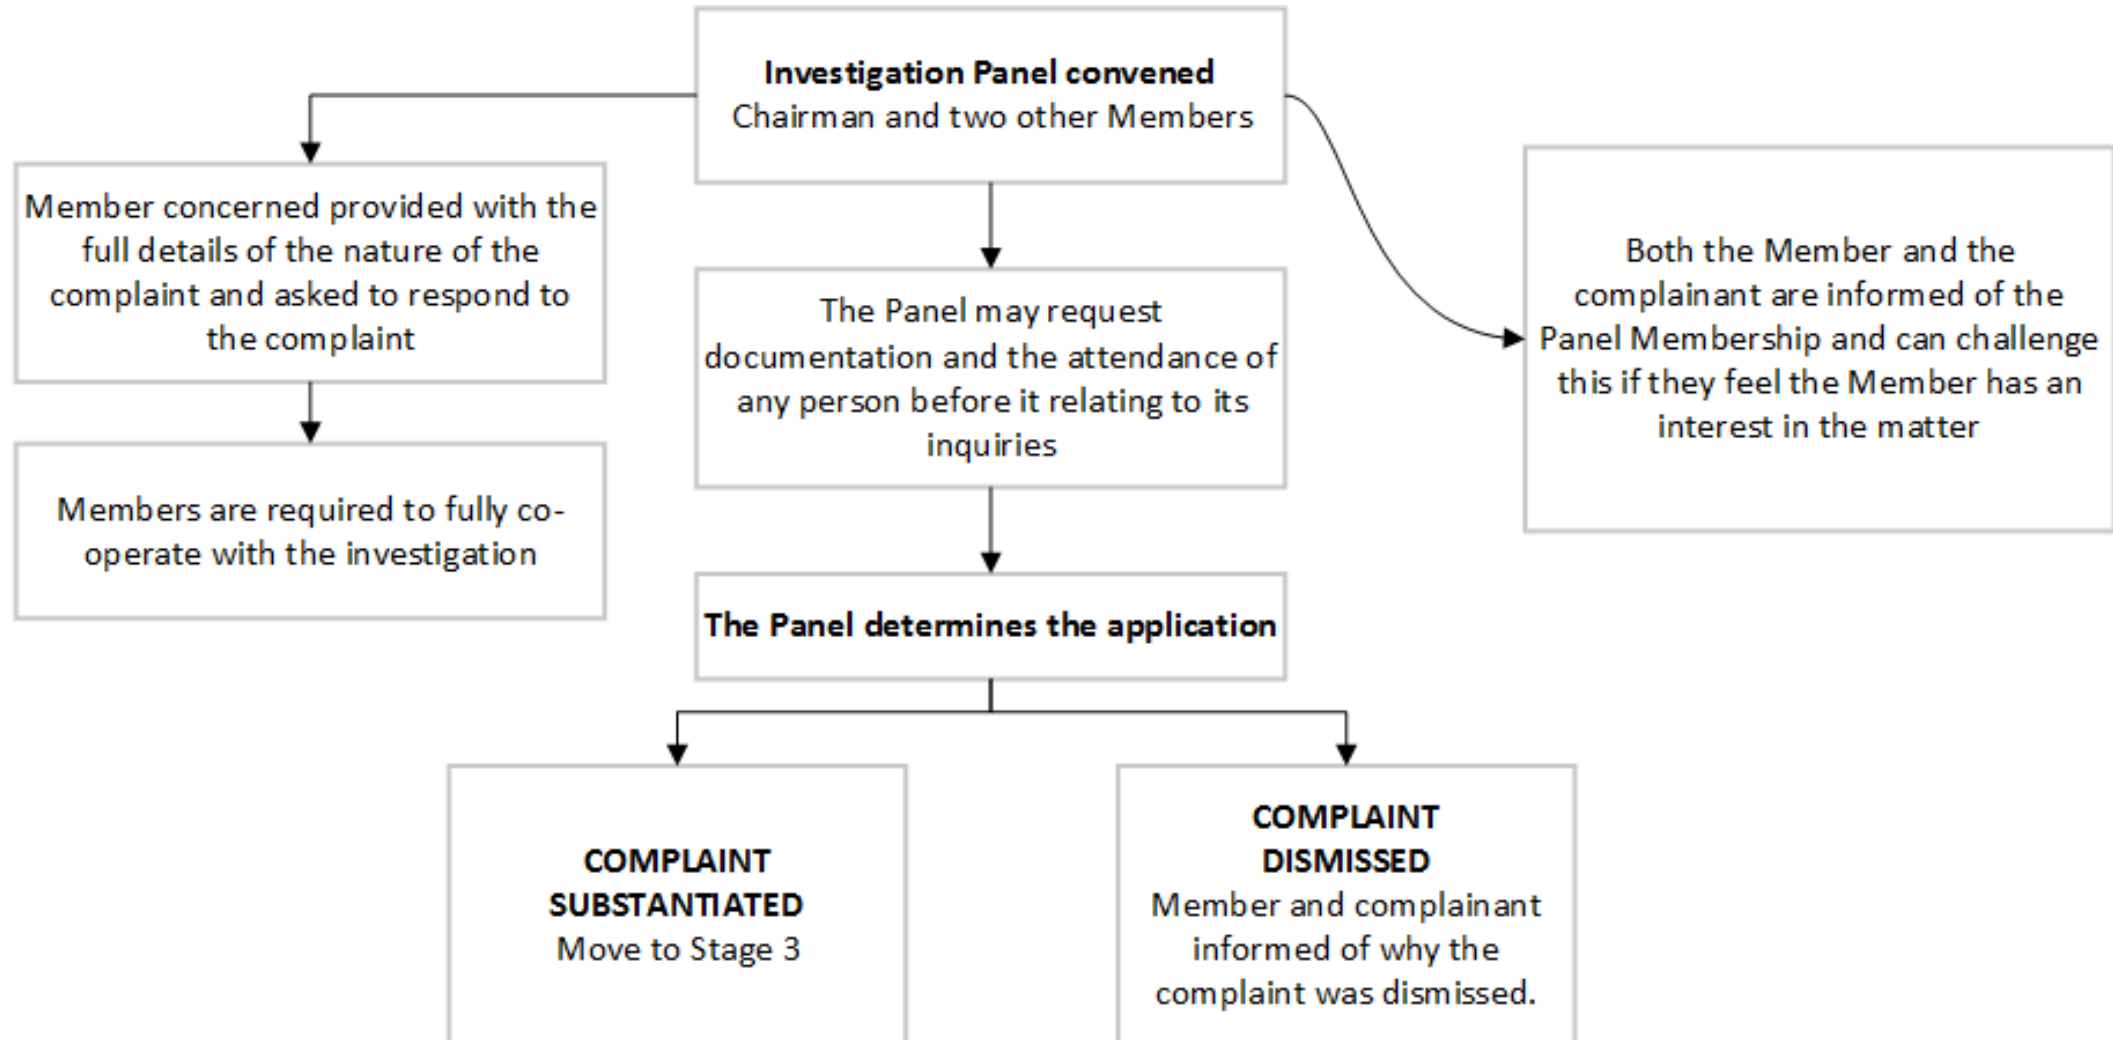 Investigation Panel convened
Chairman and two other Members
Member concerned provided with the
full details of the nature of the
complaint and asked to respond to
the complaint
Both the Member and the
complainant are informed of the
Panel Membership and can challenge
this if they feel the Member has an
interest in the matter
The Panel may request
documentation and the attendance of
any person before it relating to its
inquiries
Members are required to fully co-
operate with the investigation
The Panel determines the application
COMPLAINT
SUBSTANTIATED
Move to Stage 3
COMPLAINT
DISMISSED
Member and complainant
informed of why the
complaint was dismissed.